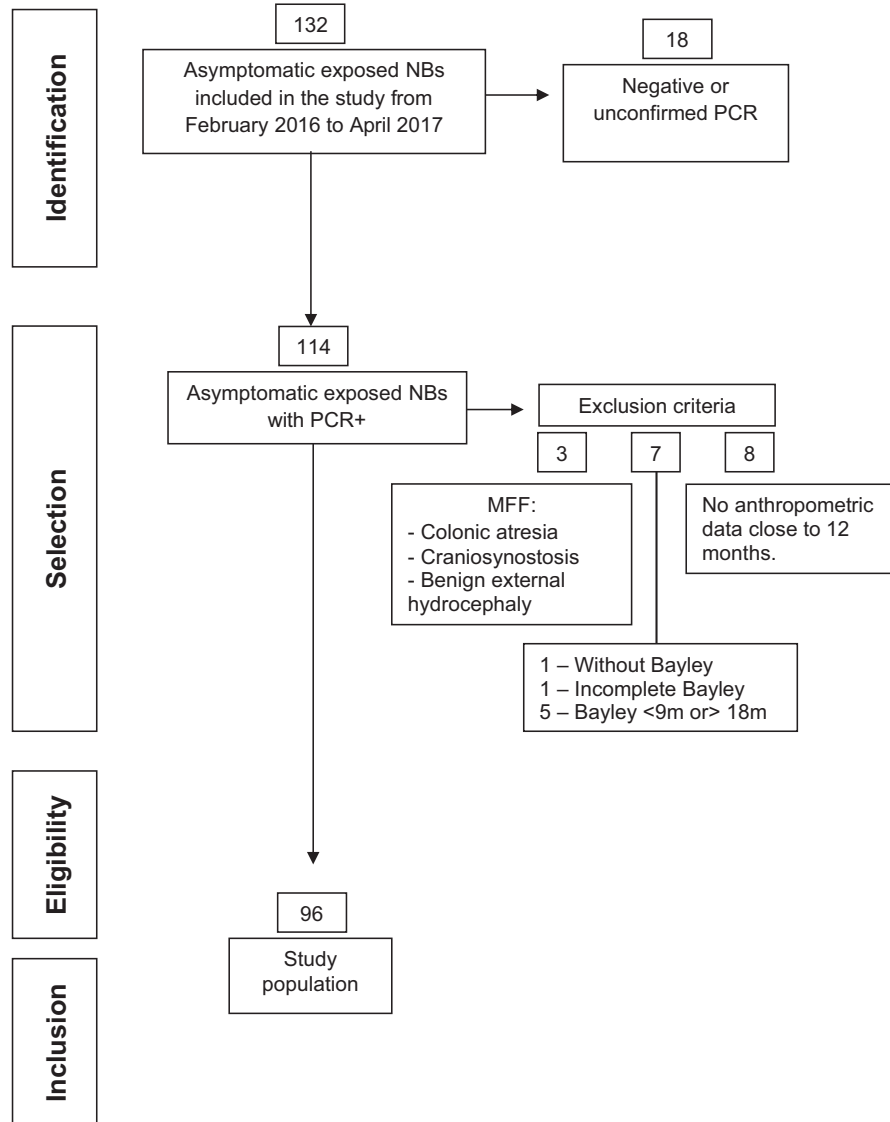 Identification
132
Asymptomatic exposed NBs
included in the study from
February 2016 to April 2017
18
Negative or
unconfirmed PCR
Selection
114
Asymptomatic exposed NBs
with PCR+
Exclusion criteria
3
7
8
MFF:
- Colonic atresia
- Craniosynostosis
- Benign external
hydrocephaly
No anthropometric
data close to 12
months.
1 – Without Bayley
1 – Incomplete Bayley
5 – Bayley <9m or> 18m
Eligibility
96
Study
population
Inclusion